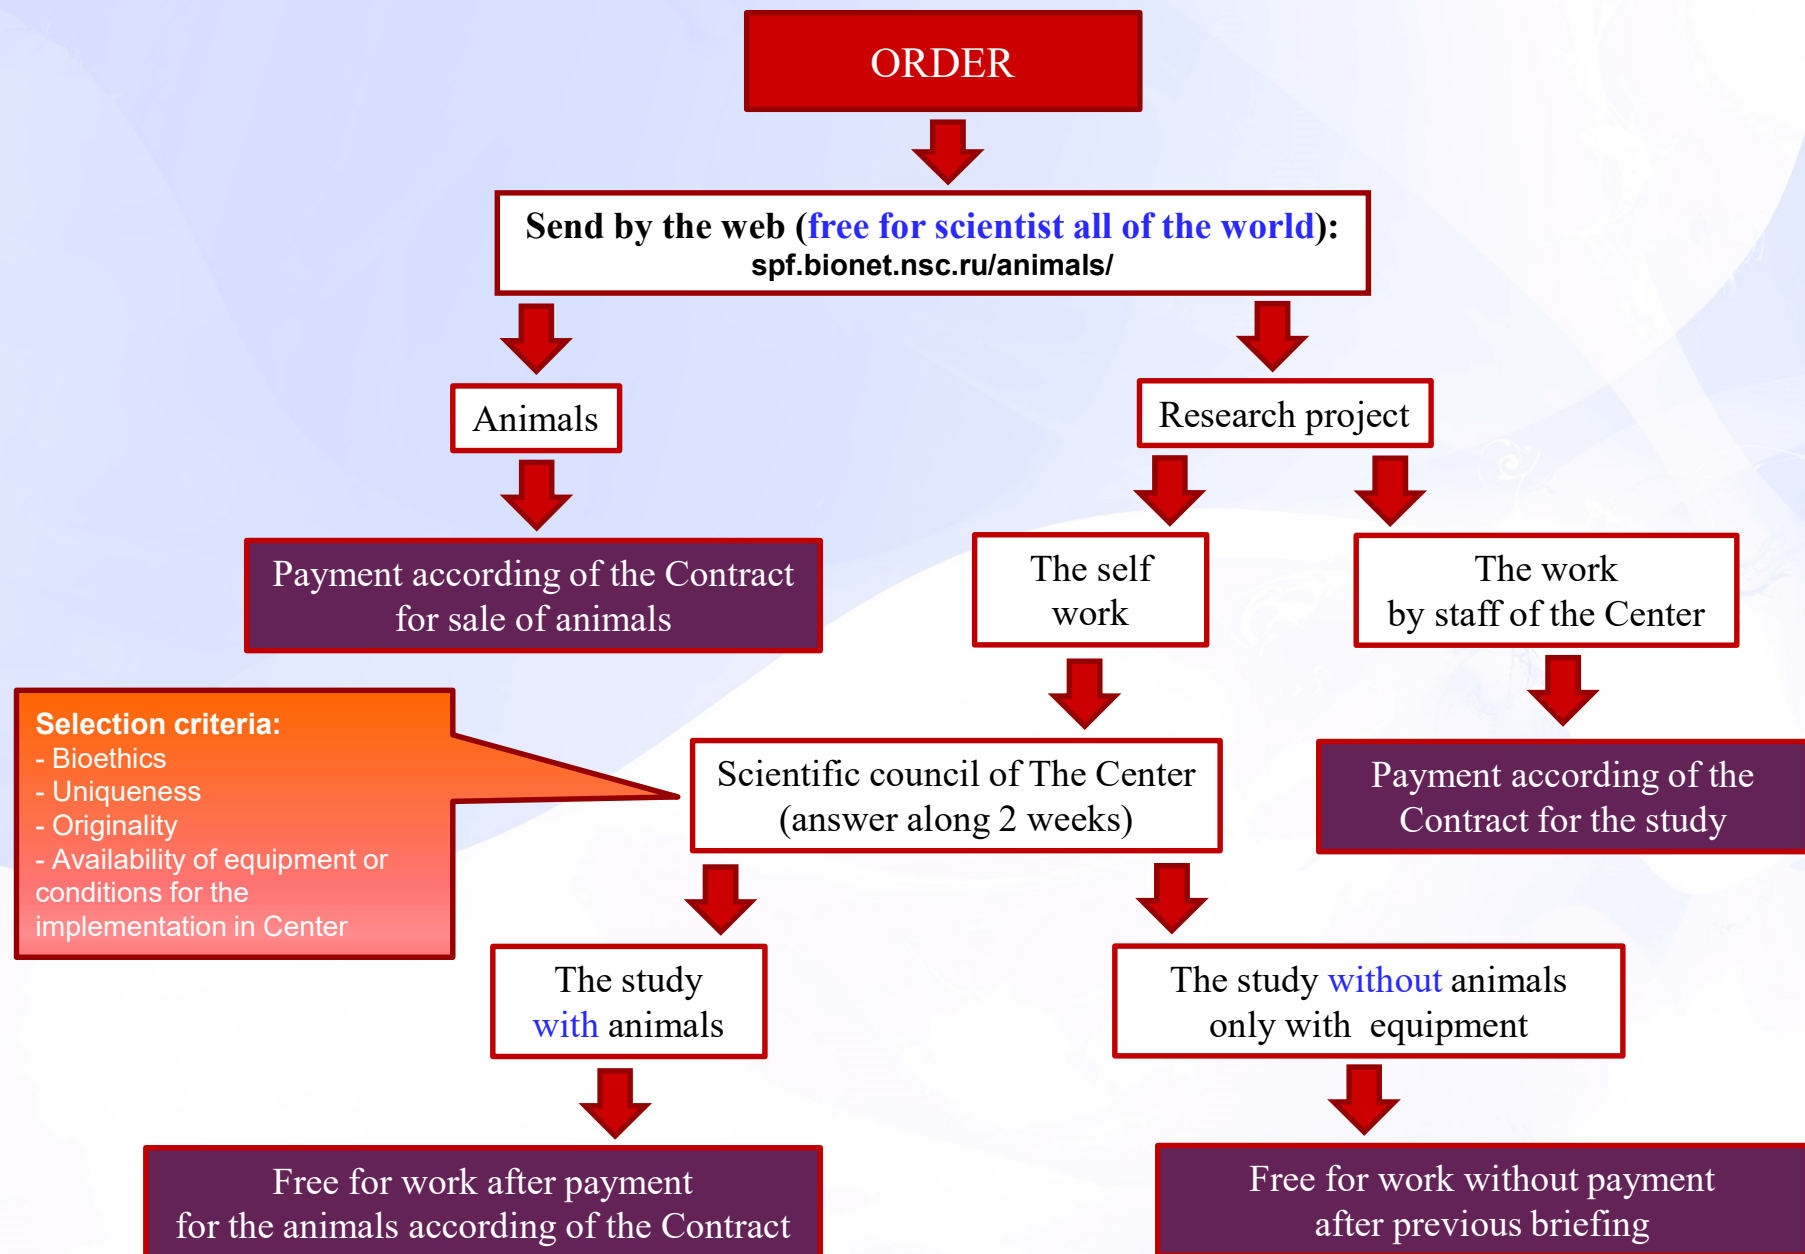 ORDER
Send by the web (free for scientist all of the world):
spf.bionet.nsc.ru/animals/
Animals
Research project
Payment according of the Contract
for sale of animals
The self
work
The work
by staff of the Center
Selection criteria:
- Bioethics
- Uniqueness
- Originality
- Availability of equipment or
conditions for the
implementation in Center
Scientific council of The Center
(answer along 2 weeks)
Payment according of the
Contract for the study
The study
with animals
The study without animals
only with equipment
Free for work after payment
for the animals according of the Contract
Free for work without payment
after previous briefing